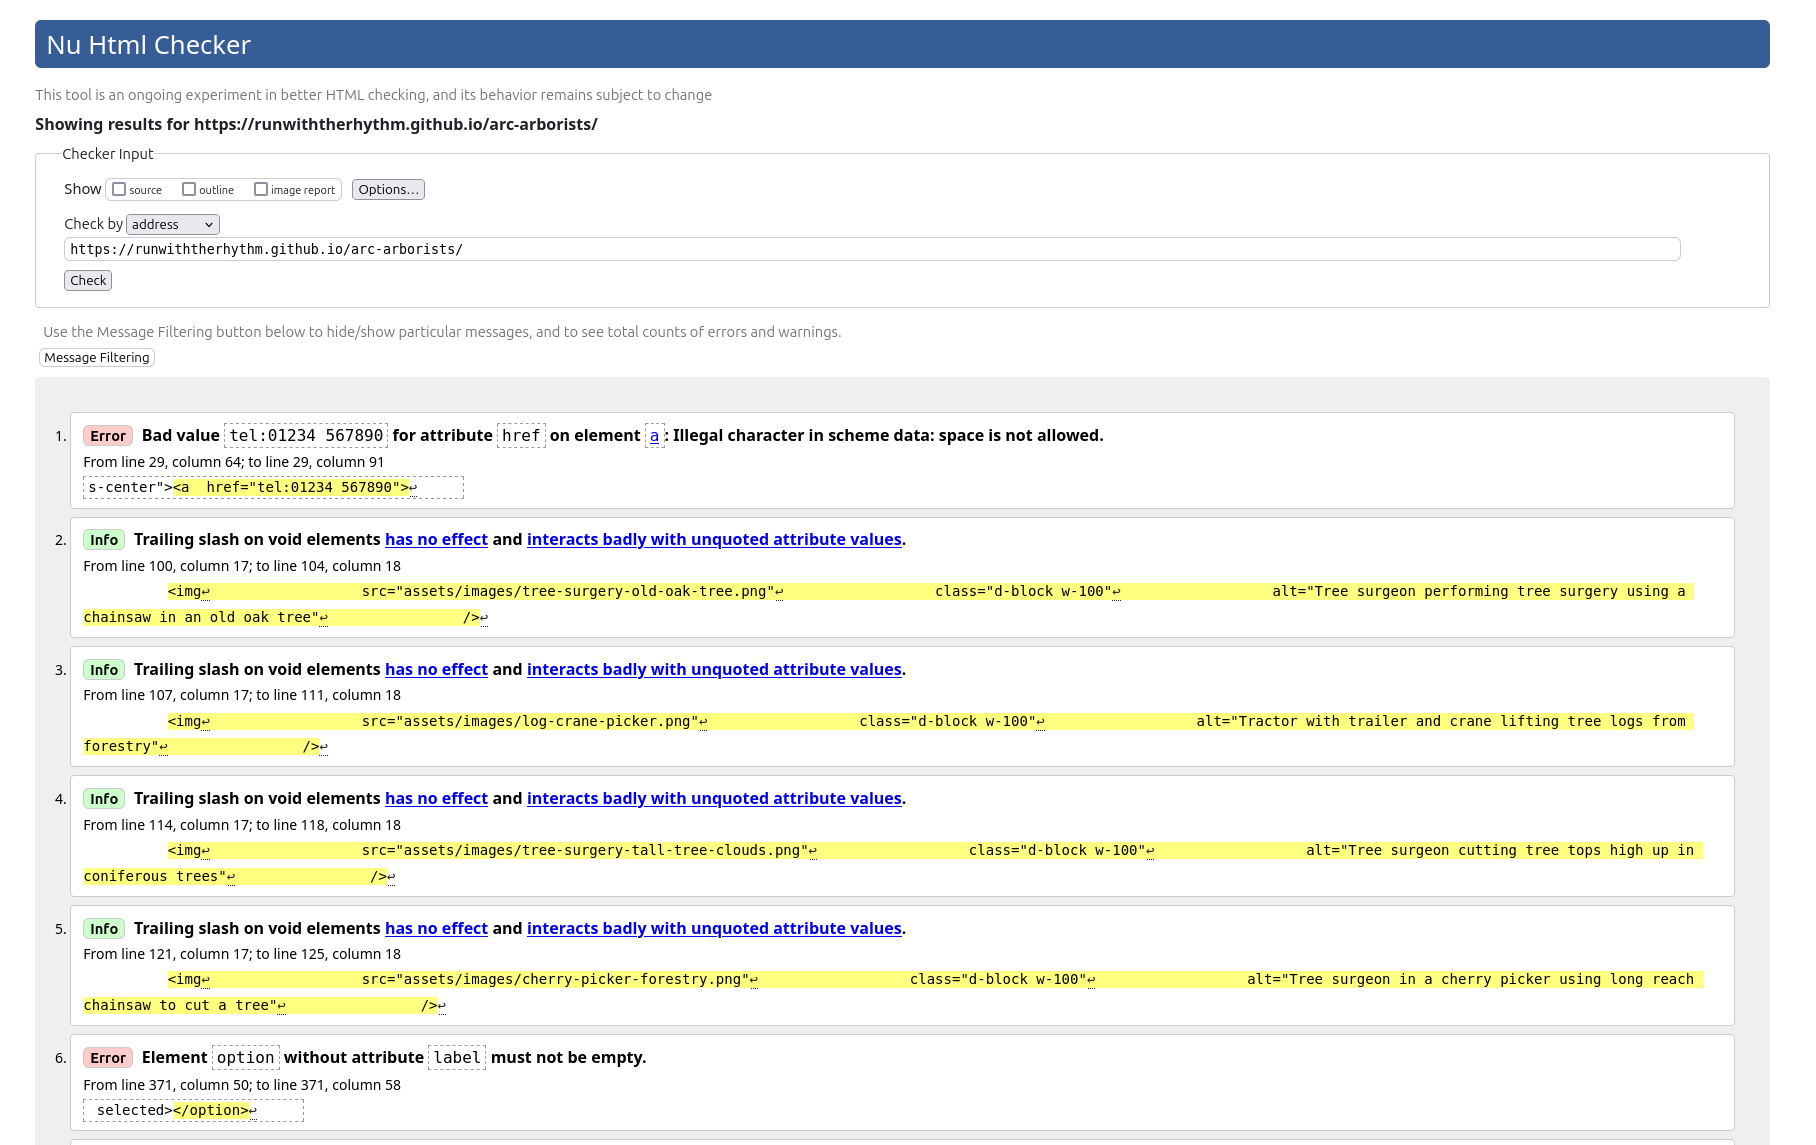 Nu Html Checker
This tool is an ongoing experiment in better HTML checking, and its behavior remains subject to change
Showing results for https://runwiththerhythm.github.io/arc-arborists/
Checker Input
Show source outline image report Options...
Check by address
https://runwiththerhythm.github.io/arc-arborists/
Check
Use the Message Filtering button below to hide/show particular messages, and to see total counts of errors and warnings.
Message Filtering
1. Error Bad value tel:01234 567890 for attribute href on element a: Illegal character in scheme data: space is not allowed.
From line 29, column 64; to line 29, column 91
s-center"><a  href="tel:01234 567890">↩
2. Info Trailing slash on void elements has no effect and interacts badly with unquoted attribute values.
From line 100, column 17; to line 104, column 18
<img↩ src="assets/images/tree-surgery-old-oak-tree.png"↩ class="d-block w-100"↩ alt="Tree surgeon performing tree surgery using a
chainsaw in an old oak tree"↩ />↩
3. Info Trailing slash on void elements has no effect and interacts badly with unquoted attribute values.
From line 107, column 17; to line 111, column 18
<img↩ src="assets/images/log-crane-picker.png"↩ class="d-block w-100"↩ alt="Tractor with trailer and crane lifting tree logs from
forestry"↩ />↩
4. Info Trailing slash on void elements has no effect and interacts badly with unquoted attribute values.
From line 114, column 17; to line 118, column 18
<img↩ src="assets/images/tree-surgery-tall-tree-clouds.png"↩ class="d-block w-100"↩ alt="Tree surgeon cutting tree tops high up in
coniferous trees"↩ />↩
5. Info Trailing slash on void elements has no effect and interacts badly with unquoted attribute values.
From line 121, column 17; to line 125, column 18
<img↩ src="assets/images/cherry-picker-forestry.png"↩ class="d-block w-100"↩ alt="Tree surgeon in a cherry picker using long reach
chainsaw to cut a tree"↩ />↩
6. Error Element option without attribute label must not be empty.
From line 371, column 50; to line 371, column 58
selected></option>↩